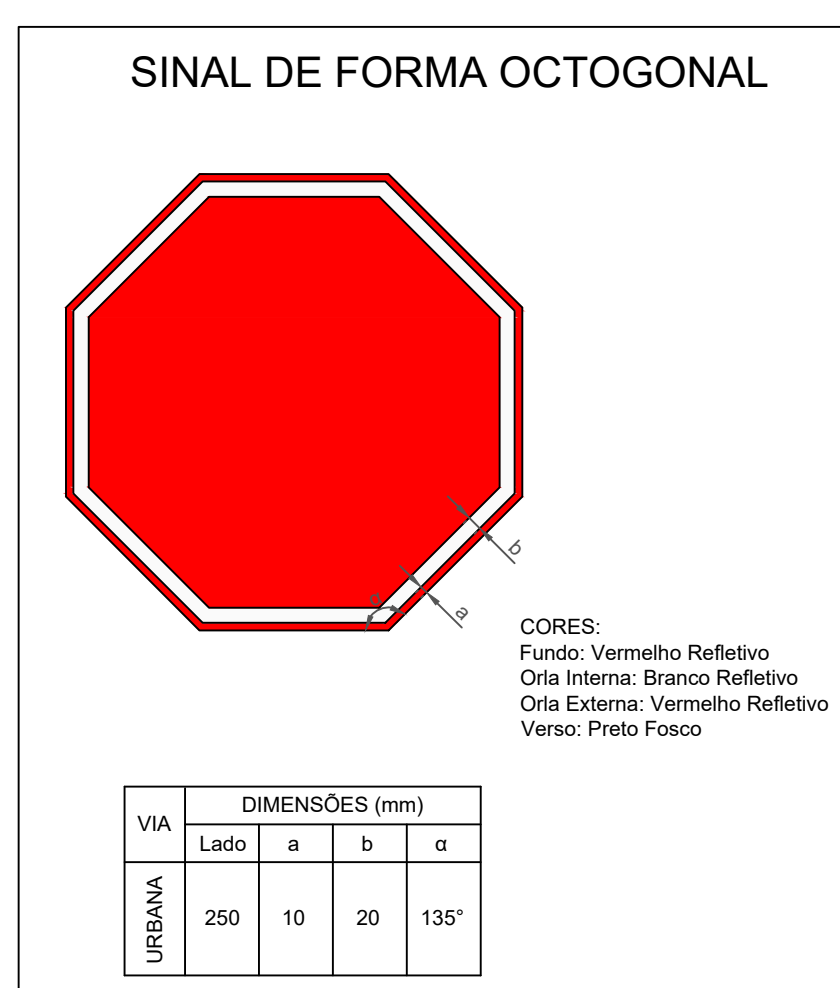 SINAL DE FORMA OCTOGONAL
b
a
α
CORES:
Fundo: Vermelho Refletivo
Orla Interna: Branco Refletivo
Orla Externa: Vermelho Refletivo
Verso: Preto Fosco
VIA DIMENSÕES (mm)
Lado a b α
URBANA 250 10 20 135°